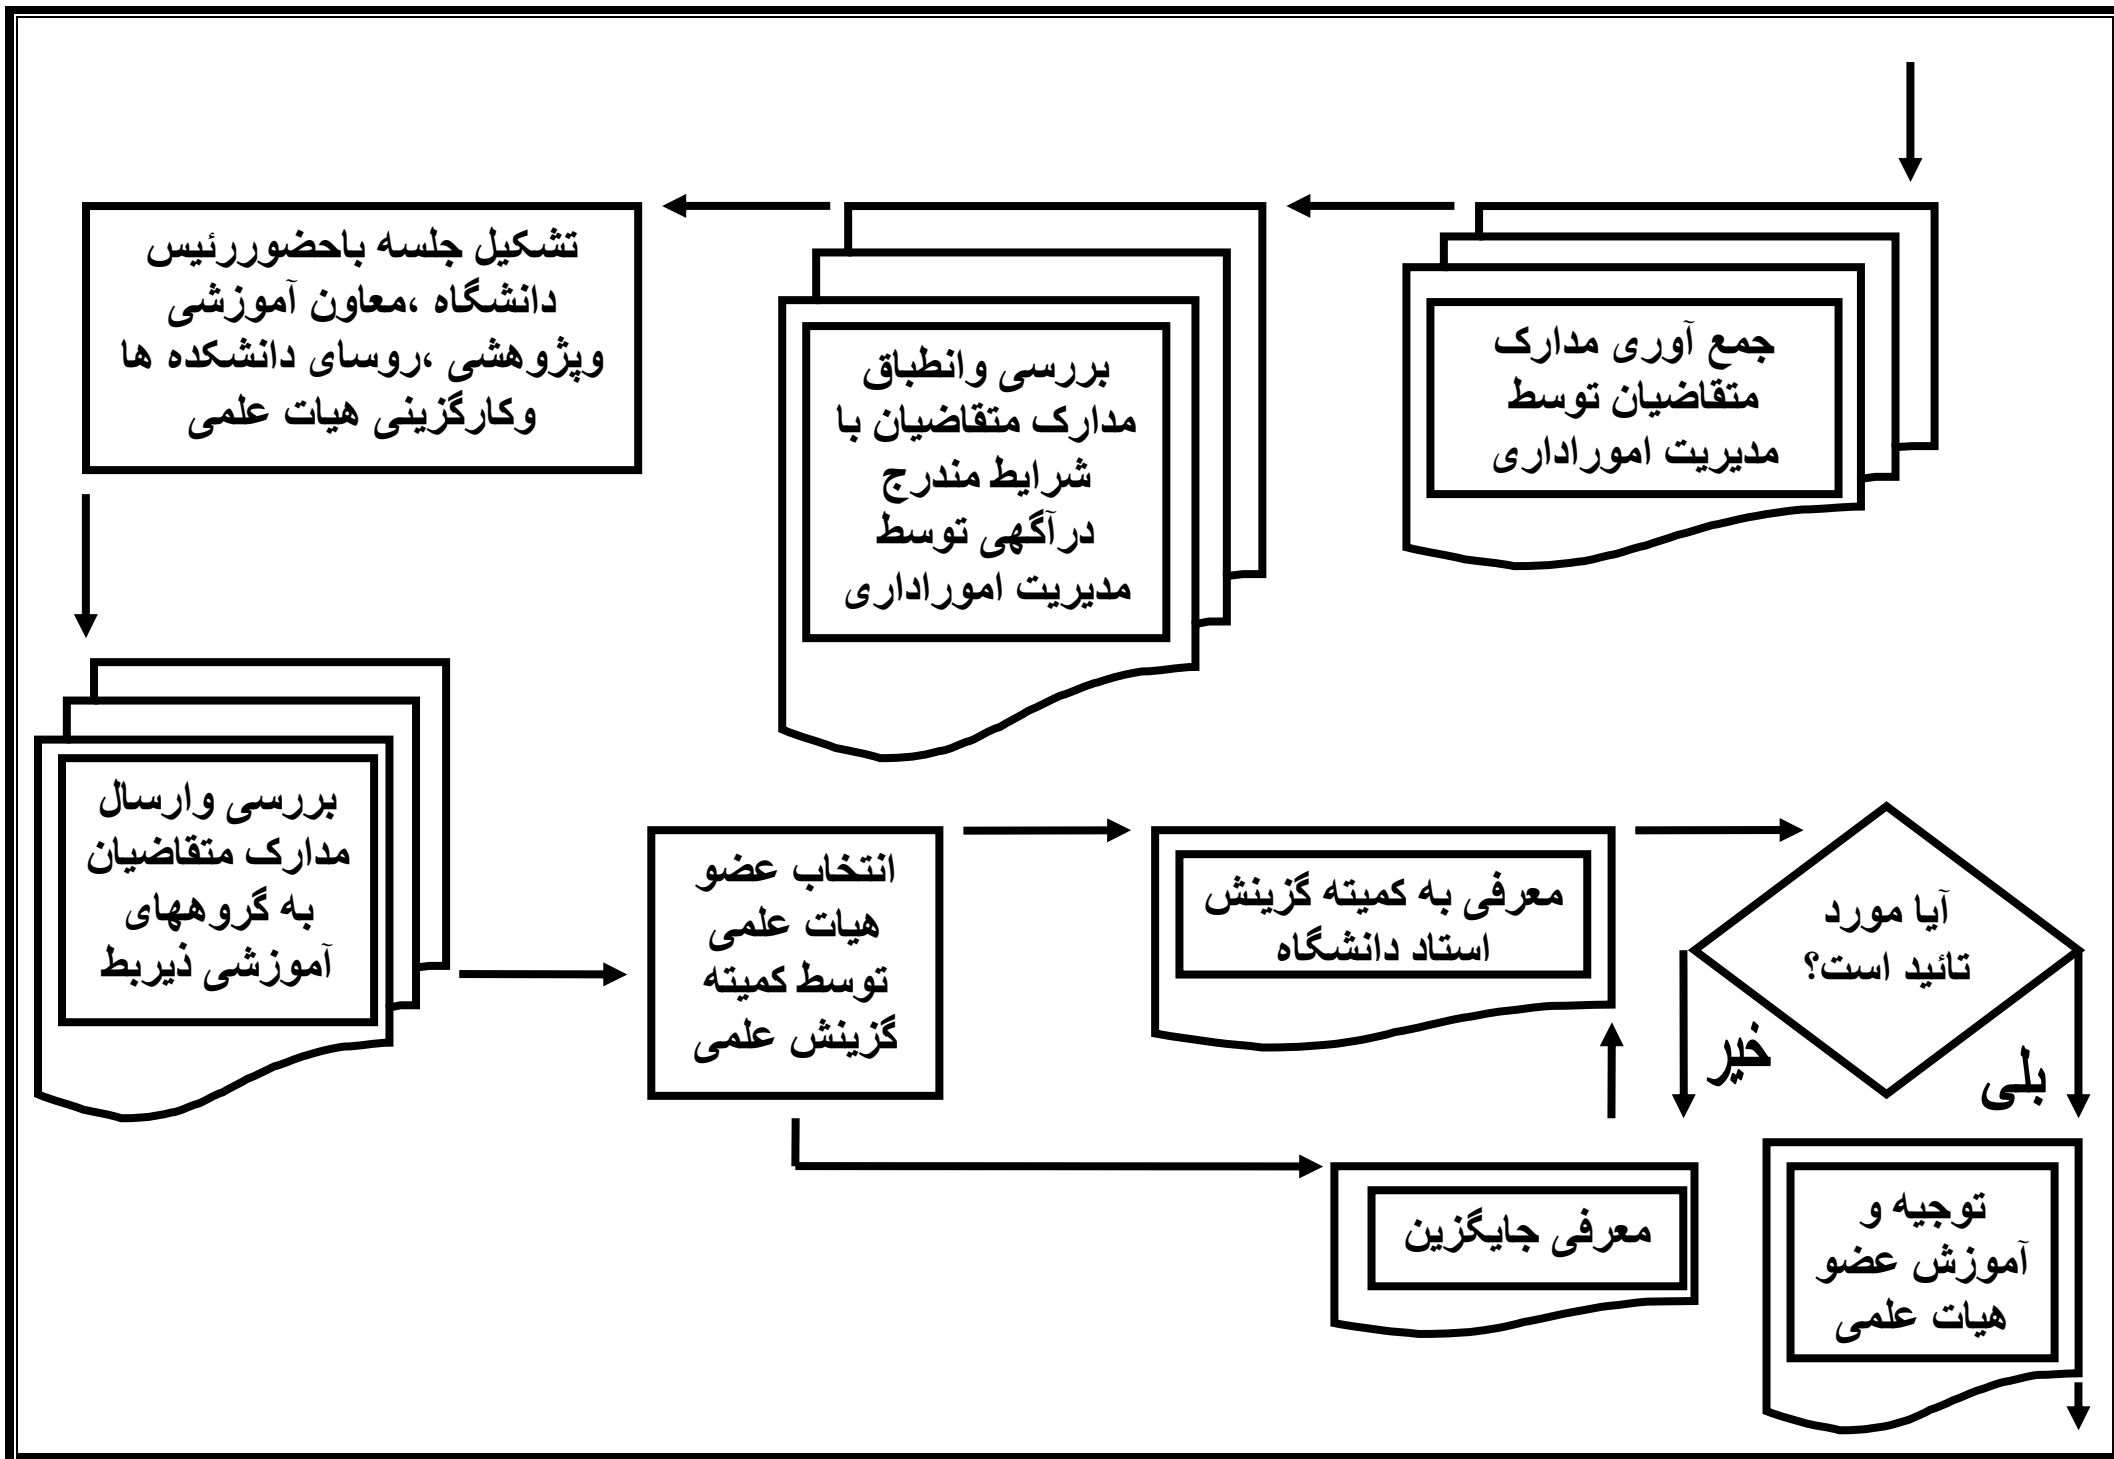 جمع آوری مدارک
متقاضیان توسط
مدیریت اموراداری
بررسی وانطباق
مدارک متقاضیان با
شرایط مندرج
درآگهی توسط
مدیریت اموراداری
تشکیل جلسه باحضوررئیس
دانشگاه ،معاون آموزشی
وپژوهشی ،روسای دانشکده ها
وکارگزینی هیات علمی
بررسی وارسال
مدارک متقاضیان
به گروههای
آموزشی ذیربط
انتخاب عضو
هیات علمی
توسط کمیته
گزینش علمی
معرفی به کمیته گزینش
استاد دانشگاه
آیا مورد
تائید است؟
خیر
بلی
معرفی جایگزین
توجیه و
آموزش عضو
هیات علمی